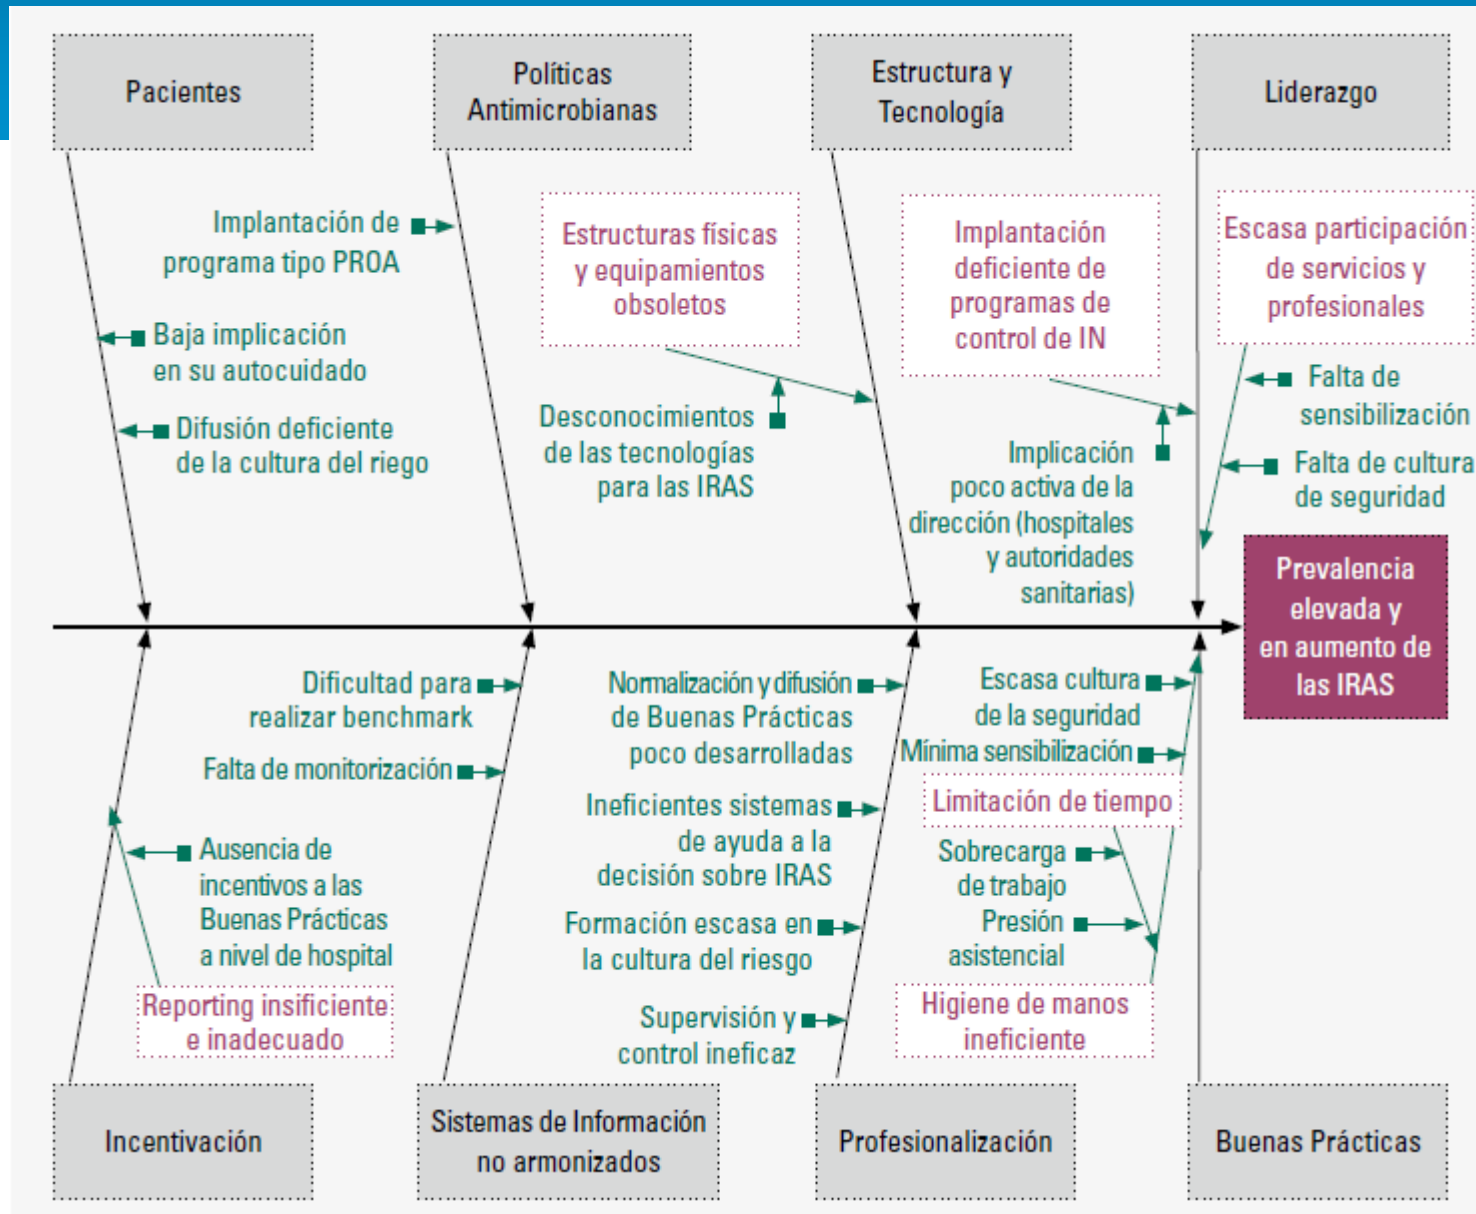 Pacientes
Políticas
Antimicrobianas
Estructura y
Tecnología
Liderazgo
Implantación de
programa tipo PROA
Baja implicación
en su autocuidado
Difusión deficiente
de la cultura del riego
Estructuras físicas
y equipamientos
obsoletos
Desconocimientos
de las tecnologías
para las IRAS
Implantación
deficiente de
programas de
control de IN
Implicación
poco activa de la
dirección (hospitales
y autoridades
sanitarias)
Escasa participación
de servicios y
profesionales
Falta de
sensibilización
Falta de cultura
de seguridad
Prevalencia
elevada y
en aumento de
las IRAS
Dificultad para
realizar benchmark
Falta de monitorización
Ausencia de
incentivos a las
Buenas Prácticas
a nivel de hospital
Reporting insificiente
e inadecuado
Normalización y difusión
de Buenas Prácticas
poco desarrolladas
Ineficientes sistemas
de ayuda a la
decisión sobre IRAS
Formación escasa en
la cultura del riesgo
Supervisión y
control ineficaz
Escasa cultura
de la seguridad
Mínima sensibilización
Limitación de tiempo
Sobrecarga
de trabajo
Presión
asistencial
Higiene de manos
ineficiente
Incentivación
Sistemas de Información
no armonizados
Profesionalización
Buenas Prácticas